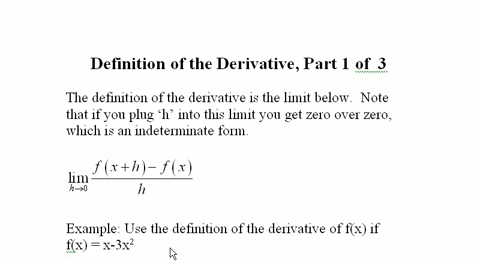 Definition of the Derivative, Part 1 of 3
The definition of the derivative is the limit below. Note
that if you plug ‘h’ into this limit you get zero over zero,
which is an indeterminate form.
lim h→0 f(x+h)−f(x) / h
Example: Use the definition of the derivative of f(x) if
f(x) = x-3x²